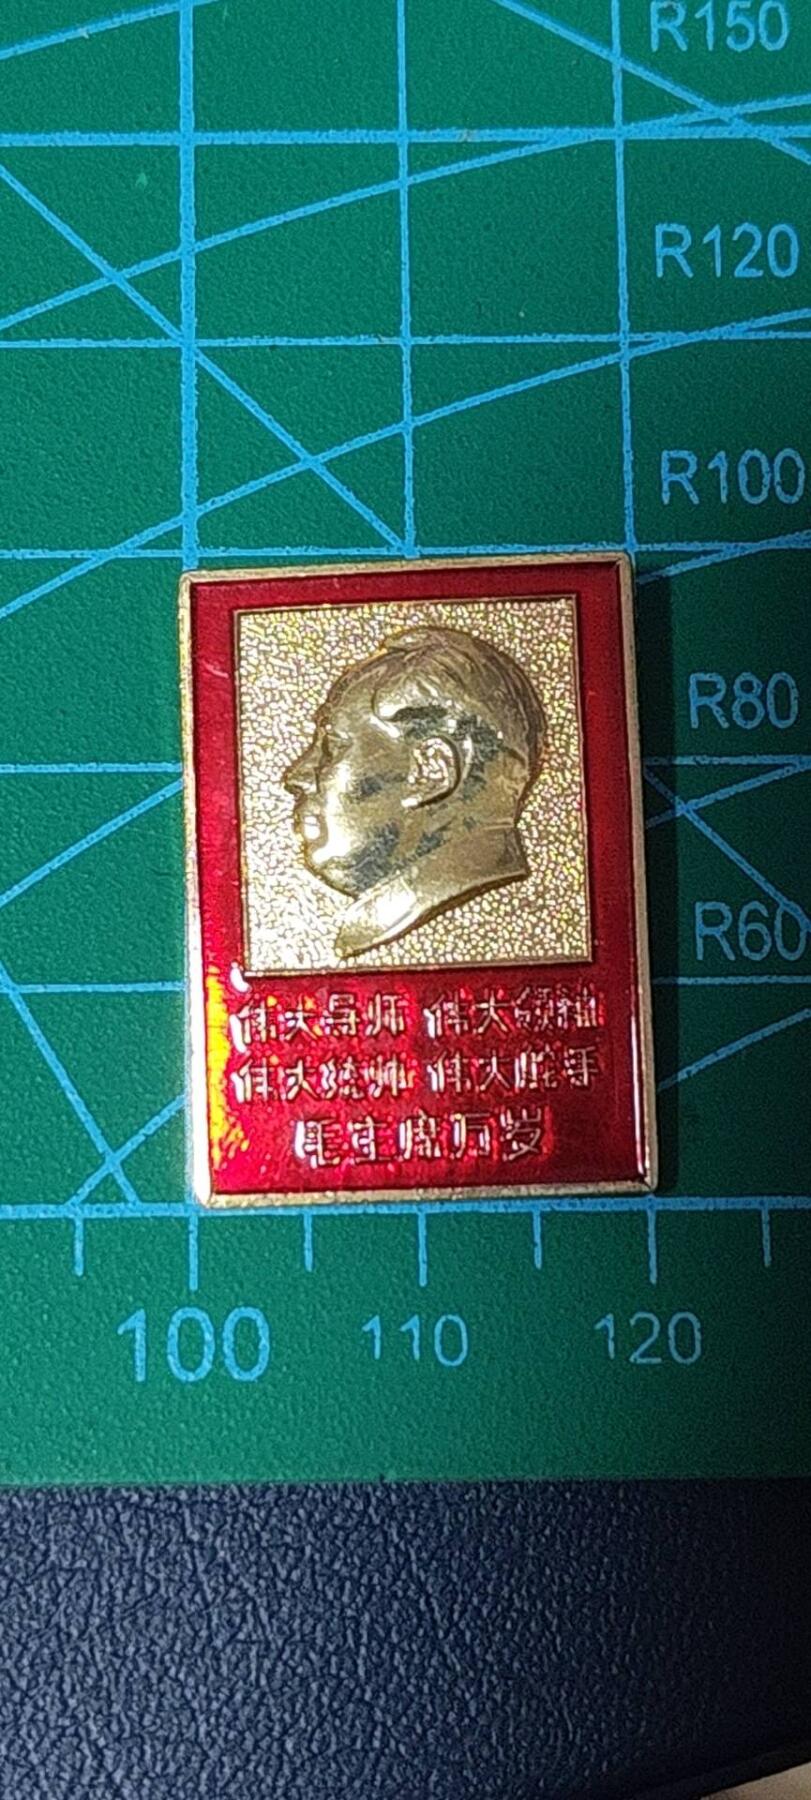 R150
R120
R100
R80
R60
伟大导师 伟大领袖
伟大统帅 伟大舵手
毛主席万岁
100 110 120